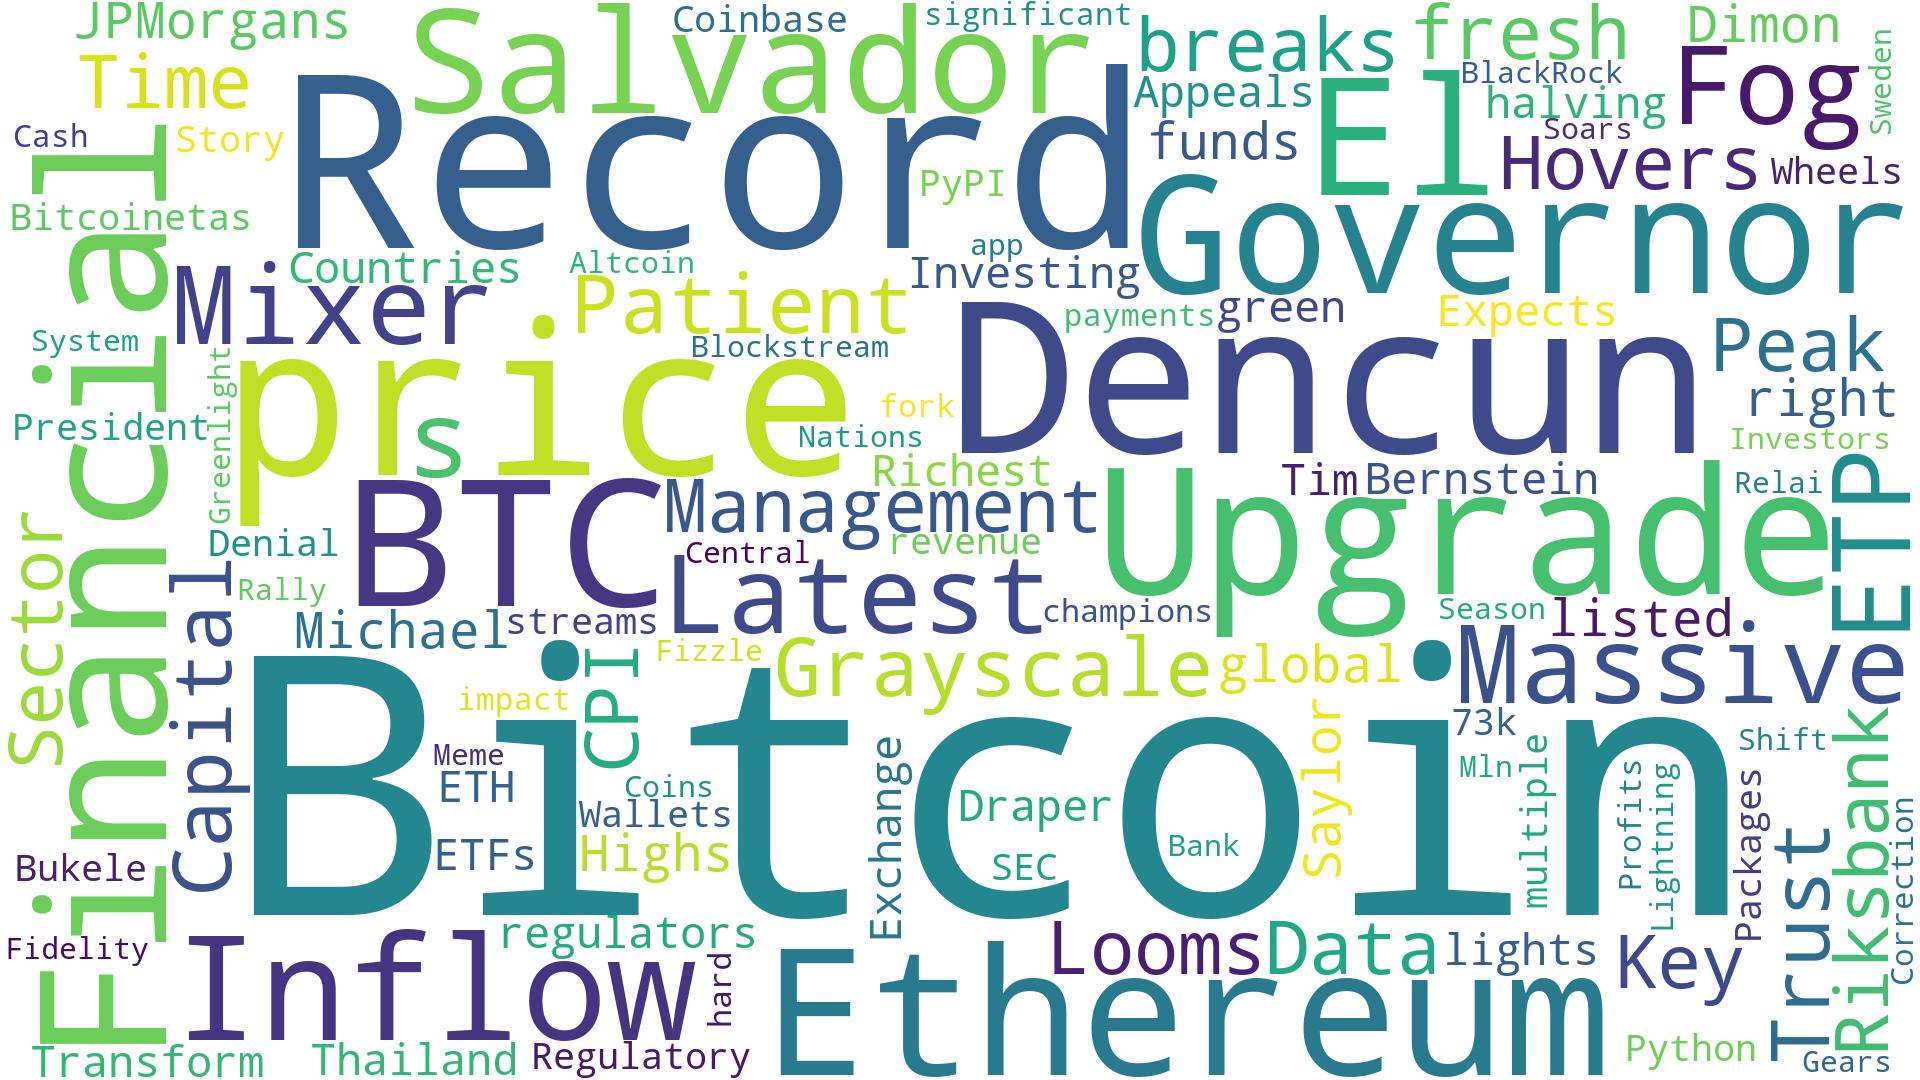 JPMorgans
Salvador
Coinbase
significant
breaks
fresh
Dimon
Time
Record
Appeals
El
BlackRock
halving
Fog
Sweden
Cash
Story
funds
Soars
Hovers
Wheels
Financial
PyPI
Governor
Bitcoinetas
Countries
Altcoin
app
Investing
Mixer
Patient
payments
green
Expects
Peak
System
Greenlight
price
Blockstream
Dencun
right
President
s
fork
Nations
Investors
Richest
Tim
Bernstein
Relai
ETP
BTC
Management
Upgrade
Sector
Denial
Central
revenue
Rally
Latest
Capital
Michael
streams
champions
Season
listed
Fizzle
CPI
Grayscale
global
Massive
Bitcoin
impact
Saylor
73k
Shift
Riksbank
Meme
ETH
Coins
Exchange
Mln
multiple
Profits
Lightning
Packages
Wallets
Draper
ETFs
Highs
SEC
Bank
Trust
Correction
Bukele
Inflow
regulators
Looms
Data
lights
Key
Fidelity
hard
Ethereum
Transform
Thailand
Regulatory
Python
Gears